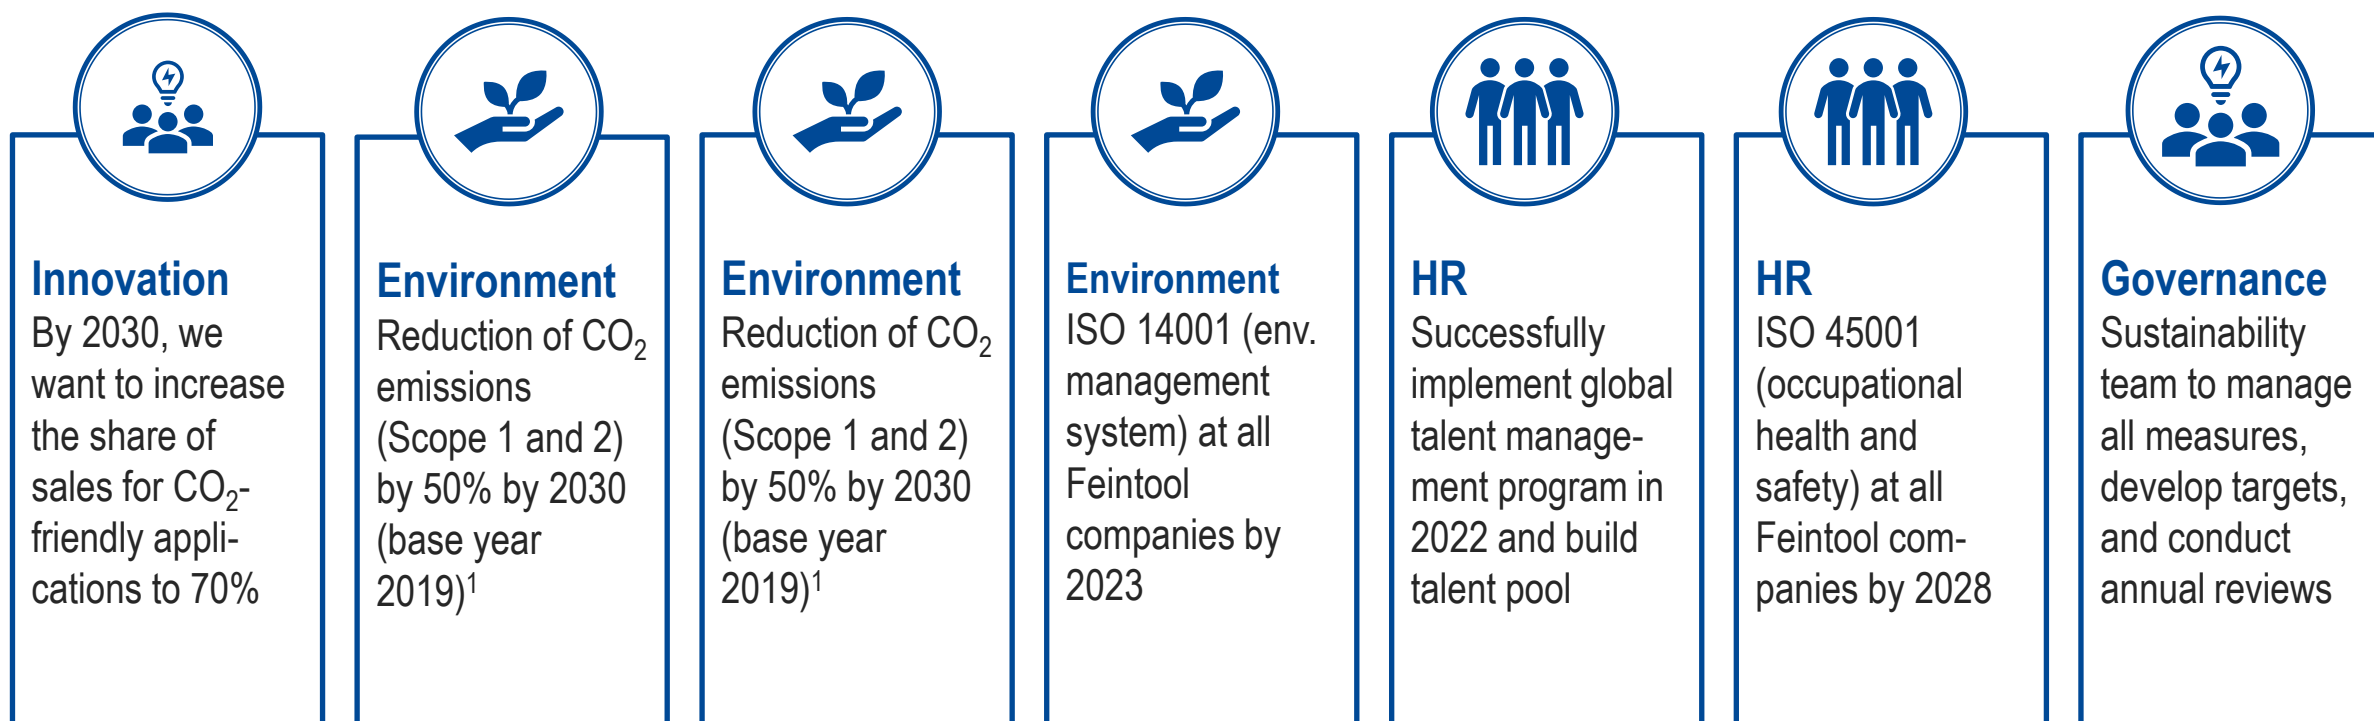 Innovation
By 2030, we
want to increase
the share of
sales for CO₂-
friendly appli-
cations to 70%
Environment
Reduction of CO₂
emissions
(Scope 1 and 2)
by 50% by 2030
(base year
2019)¹
Environment
Reduction of CO₂
emissions
(Scope 1 and 2)
by 50% by 2030
(base year
2019)¹
Environment
ISO 14001 (env.
management
system) at all
Feintool
companies by
2023
HR
Successfully
implement global
talent manage-
ment program in
2022 and build
talent pool
HR
ISO 45001
(occupational
health and
safety) at all
Feintool com-
panies by 2028
Governance
Sustainability
team to manage
all measures,
develop targets,
and conduct
annual reviews